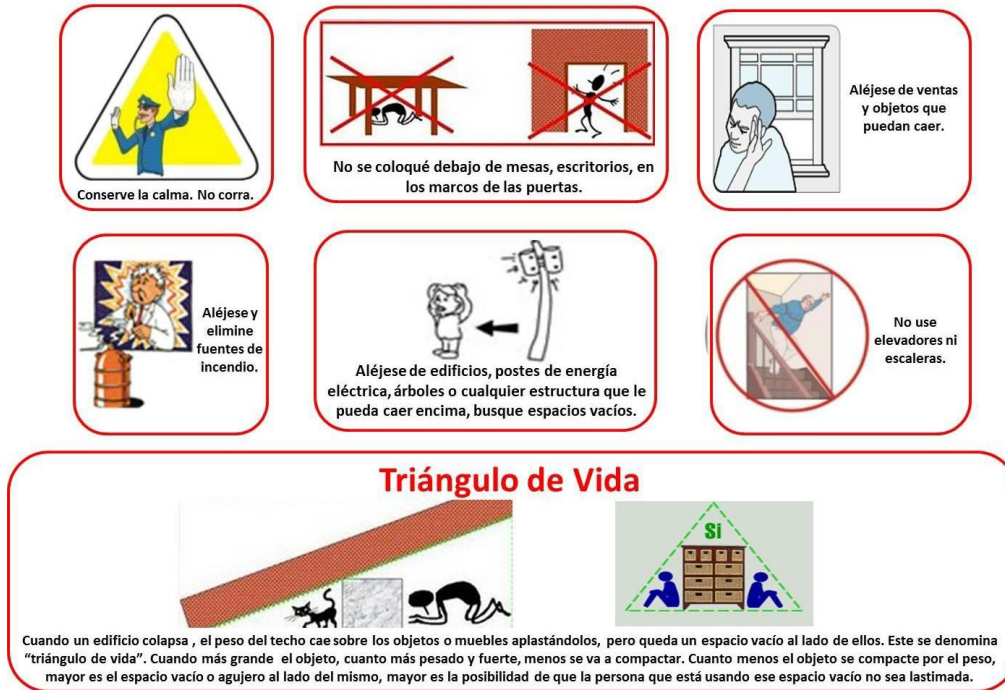 Conserve la calma. No corra.
No se coloqué debajo de mesas, escritorios, en
los marcos de las puertas.
Aléjese de ventas
y objetos que
puedan caer.
Aléjese y
elimine
fuentes de
incendio.
Aléjese de edificios, postes de energía
eléctrica, árboles o cualquier estructura que le
pueda caer encima, busque espacios vacíos.
No use
elevadores ni
escaleras.
Triángulo de Vida
Si
Cuando un edificio colapsa , el peso del techo cae sobre los objetos o muebles aplastándolos, pero queda un espacio vacío al lado de ellos. Este se denomina
“triángulo de vida”. Cuando más grande el objeto, cuanto más pesado y fuerte, menos se va a compactar. Cuanto menos el objeto se compacte por el peso,
mayor es el espacio vacío o agujero al lado del mismo, mayor es la posibilidad de que la persona que está usando ese espacio vacío no sea lastimada.